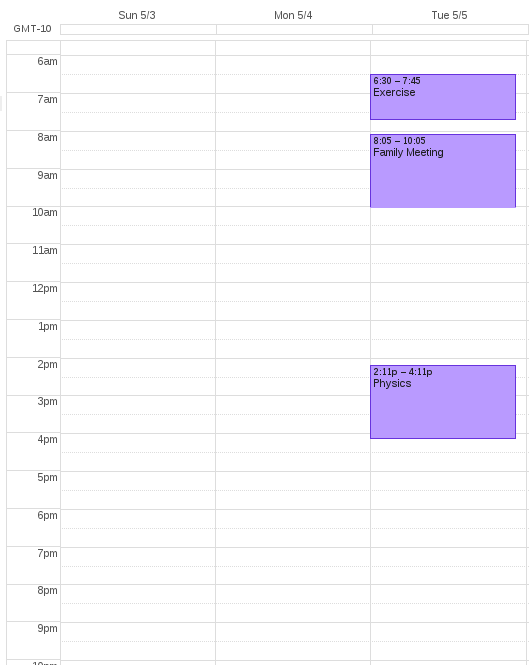 Sun 5/3
Mon 5/4
Tue 5/5
GMT-10
6am
6:30 – 7:45
Exercise
7am
8am
8:05 – 10:05
Family Meeting
9am
10am
11am
12pm
1pm
2pm
2:11p – 4:11p
Physics
3pm
4pm
5pm
6pm
7pm
8pm
9pm
10pm